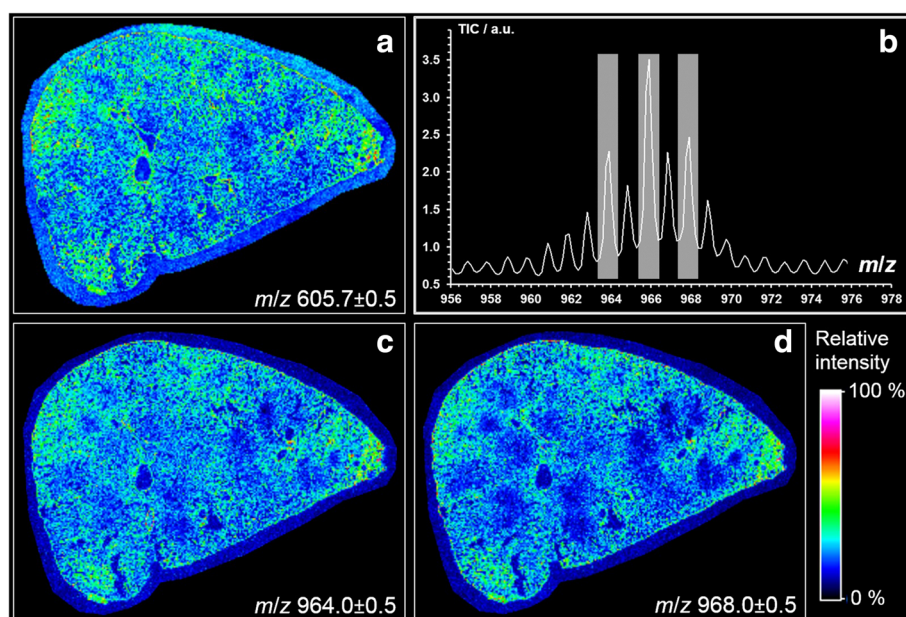 a
m/z 605.7±0.5
TIC / a.u.
b
3.5
3.0
2.5
2.0
1.5
1.0
0.5
m/z
956 958 960 962 964 966 968 970 972 974 976 978
c
m/z 964.0±0.5
d
m/z 968.0±0.5
Relative
intensity
100 %
0 %